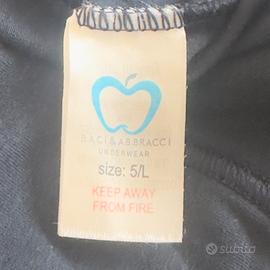 BACI & ABBRACCI
UNDERWEAR
size: 5/L
KEEP AWAY
FROM FIRE
subito